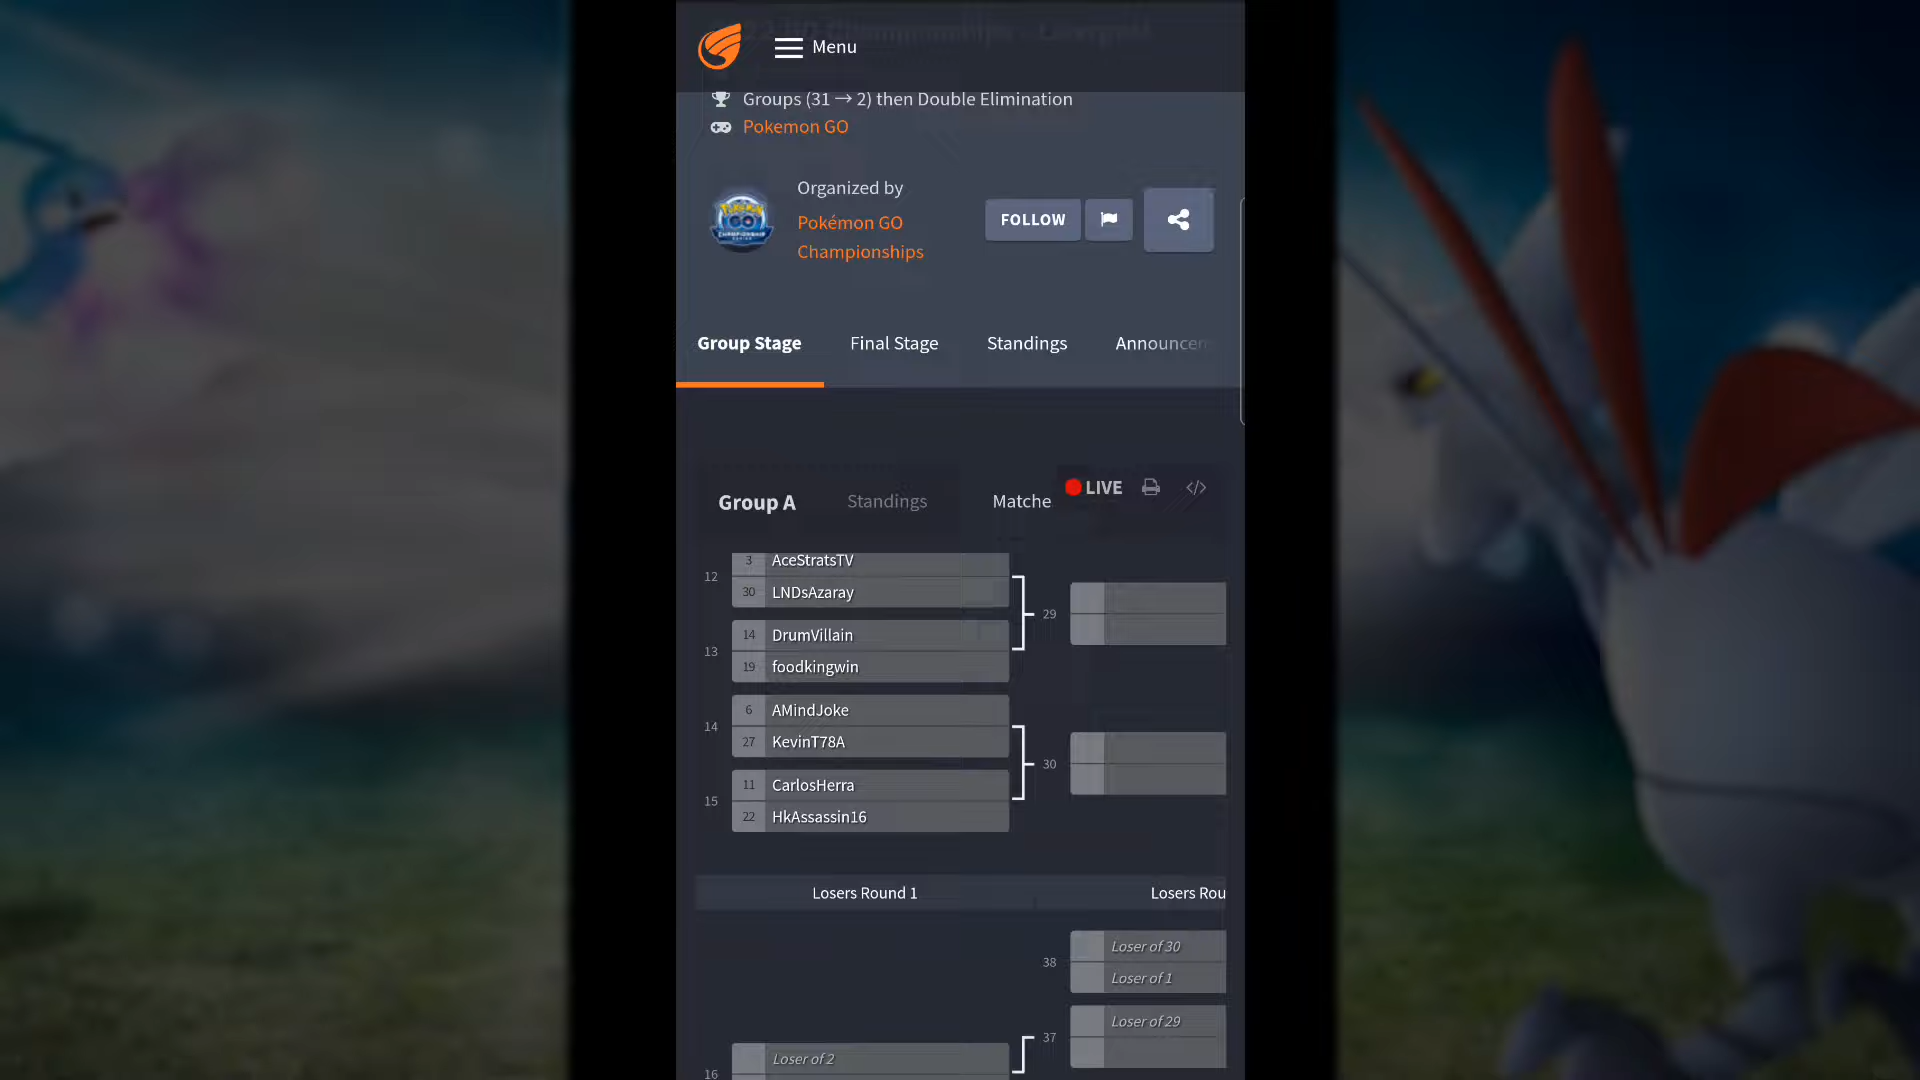 Menu
Groups (31 → 2) then Double Elimination
Pokemon GO
Organized by
Pokémon GO
Championships
FOLLOW
Group Stage
Final Stage
Standings
Announcem
Group A
Standings
Matche
LIVE
12
3 AceStratsTV
30 LNDsAzaray
29
13
14 DrumVillain
19 foodkingwin
14
6 AMindJoke
27 KevinT78A
30
15
11 CarlosHerra
22 HkAssassin16
Losers Round 1
Losers Rou
38
Loser of 30
Loser of 1
37
Loser of 29
16
Loser of 2